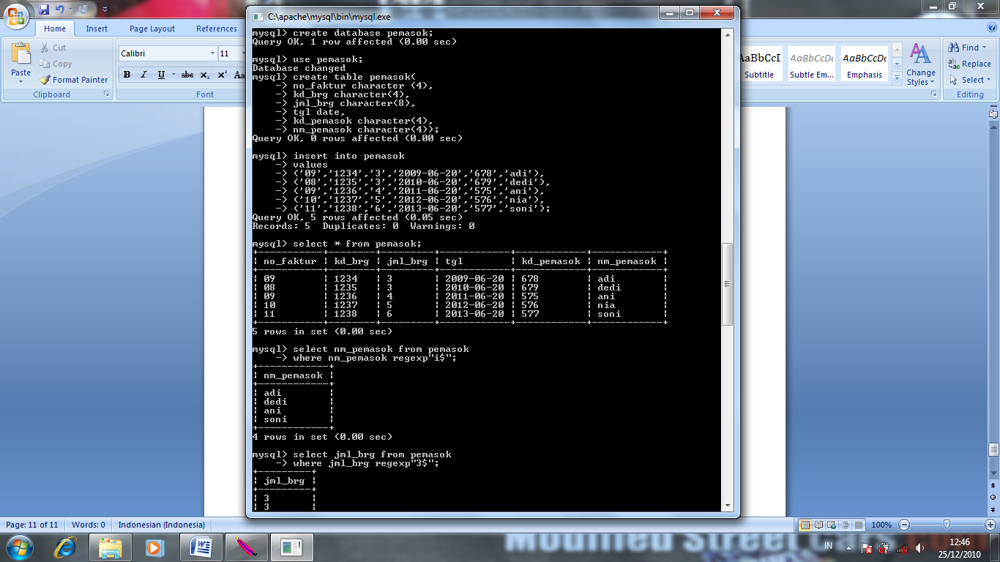 C:\apache\mysql\bin\mysql.exe
Home Insert Page Layout References
Paste
Cut
Copy
Format Painter
Clipboard
Calibri 11
B I U abc x₂ x² Aa
Font
AaBbCcI AaBbCcDc AaBbCcDc
Subtitle Subtle Em... Emphasis
Change Styles
Find
Replace
Select
Editing
mysql> create database pemasok;
Query OK, 1 row affected (0.00 sec)
mysql> use pemasok;
Database changed
mysql> create table pemasok(
-> no_faktur character (4),
-> kd_brg character(4),
-> jml_brg character(8),
-> tgl date,
-> kd_pemasok character(4),
-> nm_pemasok character(4));
Query OK, 0 rows affected (0.00 sec)
mysql> insert into pemasok
-> values
-> ('09','1234','3','2009-06-20','678','adi'),
-> ('08','1235','3','2010-06-20','679','dedi'),
-> ('09','1236','4','2011-06-20','575','ani'),
-> ('10','1237','5','2012-06-20','576','nia'),
-> ('11','1238','6','2013-06-20','577','soni');
Query OK, 5 rows affected (0.05 sec)
Records: 5 Duplicates: 0 Warnings: 0
mysql> select * from pemasok;
| no_faktur | kd_brg | jml_brg | tgl | kd_pemasok | nm_pemasok |
| 09 | 1234 | 3 | 2009-06-20 | 678 | adi |
| 08 | 1235 | 3 | 2010-06-20 | 679 | dedi |
| 09 | 1236 | 4 | 2011-06-20 | 575 | ani |
| 10 | 1237 | 5 | 2012-06-20 | 576 | nia |
| 11 | 1238 | 6 | 2013-06-20 | 577 | soni |
5 rows in set (0.00 sec)
mysql> select nm_pemasok from pemasok
-> where nm_pemasok regexp"i$";
| nm_pemasok |
| adi |
| dedi |
| ani |
| soni |
4 rows in set (0.00 sec)
mysql> select jml_brg from pemasok
-> where jml_brg regexp"3$";
| jml_brg |
| 3 |
| 3 |
Page: 11 of 11 Words: 0 Indonesian (Indonesia) 100%
IN 12:46
25/12/2010